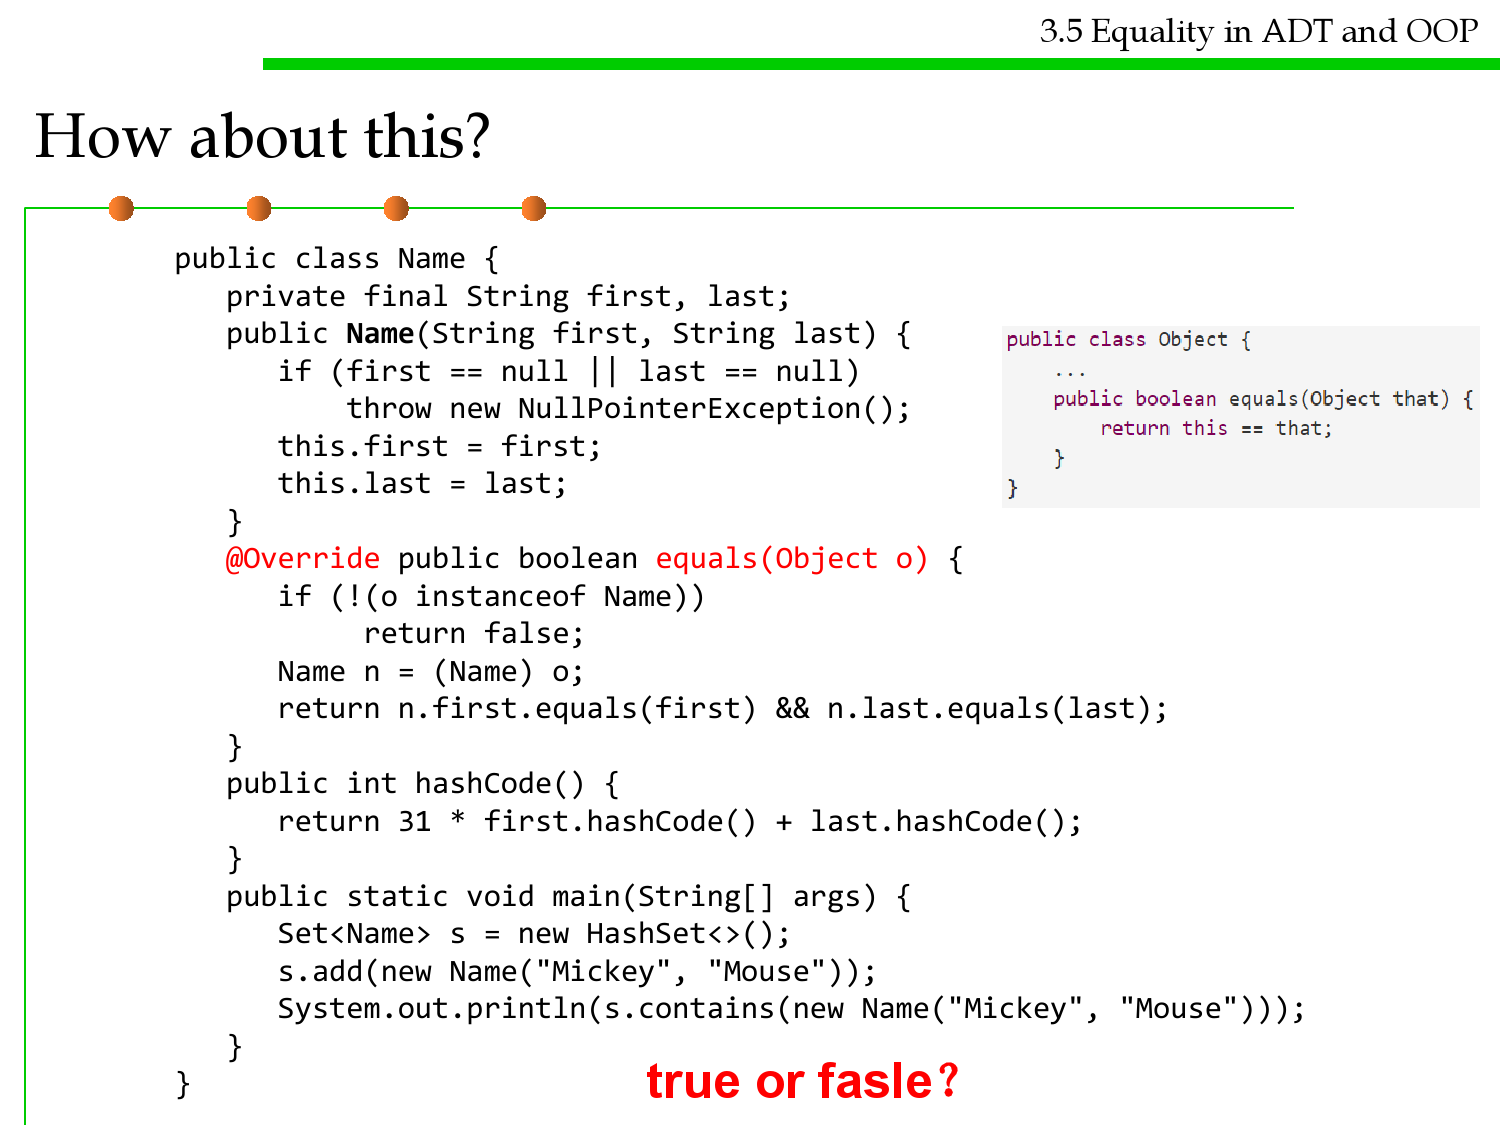 3.5 Equality in ADT and OOP
How about this?
public class Name {
   private final String first, last;
   public Name(String first, String last) {
      if (first == null || last == null)
          throw new NullPointerException();
      this.first = first;
      this.last = last;
   }
   @Override public boolean equals(Object o) {
      if (!(o instanceof Name))
           return false;
      Name n = (Name) o;
      return n.first.equals(first) && n.last.equals(last);
   }
   public int hashCode() {
      return 31 * first.hashCode() + last.hashCode();
   }
   public static void main(String[] args) {
      Set<Name> s = new HashSet<>();
      s.add(new Name("Mickey", "Mouse"));
      System.out.println(s.contains(new Name("Mickey", "Mouse")));
   }
}
public class Object {
    ...
    public boolean equals(Object that) {
        return this == that;
    }
}
true or fasle？